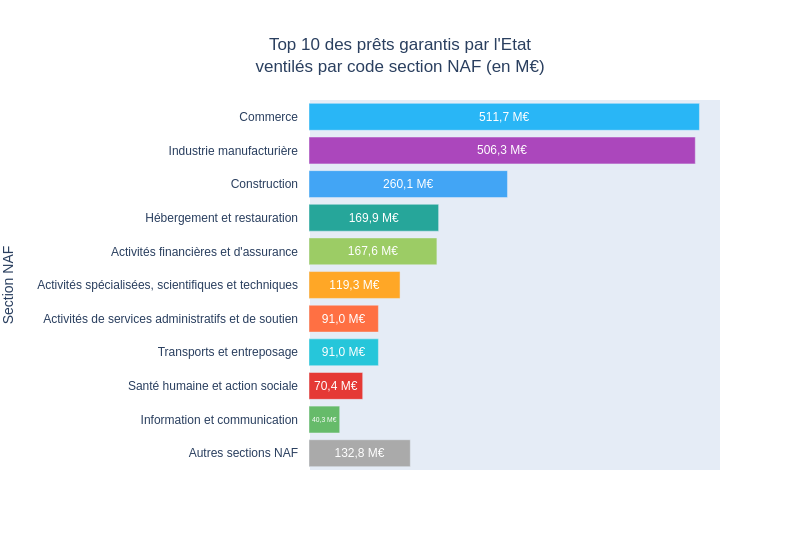 Top 10 des prêts garantis par l'Etat
ventilés par code section NAF (en M€)
Section NAF
Commerce 511,7 M€
Industrie manufacturière 506,3 M€
Construction 260,1 M€
Hébergement et restauration 169,9 M€
Activités financières et d'assurance 167,6 M€
Activités spécialisées, scientifiques et techniques 119,3 M€
Activités de services administratifs et de soutien 91,0 M€
Transports et entreposage 91,0 M€
Santé humaine et action sociale 70,4 M€
Information et communication 40,3 M€
Autres sections NAF 132,8 M€